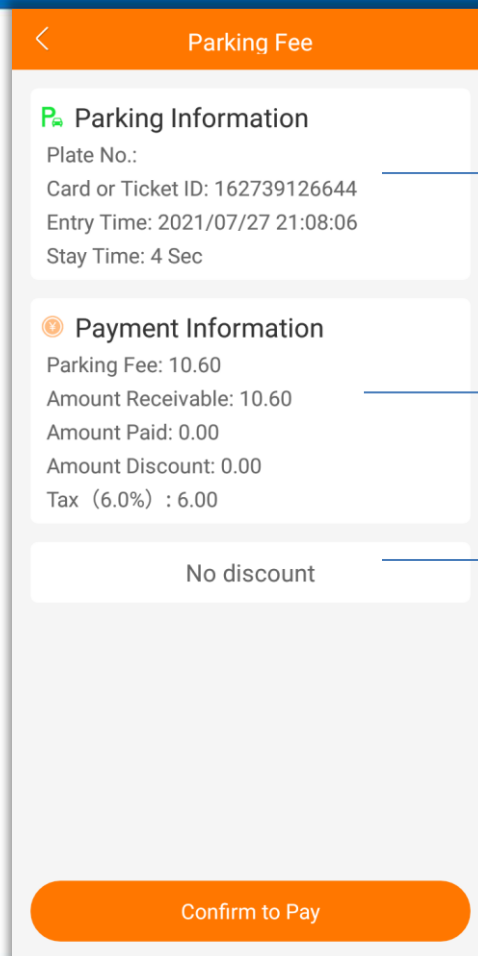 Parking Fee
Parking Information
Plate No.:
Card or Ticket ID: 162739126644
Entry Time: 2021/07/27 21:08:06
Stay Time: 4 Sec
Payment Information
Parking Fee: 10.60
Amount Receivable: 10.60
Amount Paid: 0.00
Amount Discount: 0.00
Tax（6.0%）: 6.00
No discount
Confirm to Pay